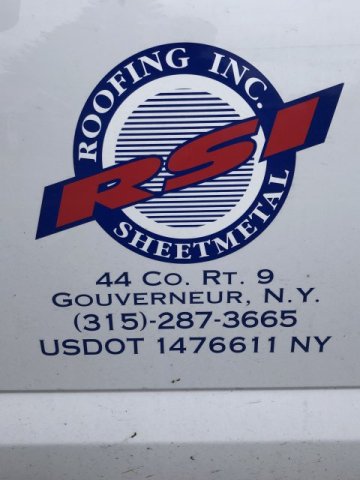 ROOFING INC.
RSI
SHEETMETAL
44 CO. RT. 9
GOUVERNEUR, N.Y.
(315)-287-3665
USDOT 1476611 NY